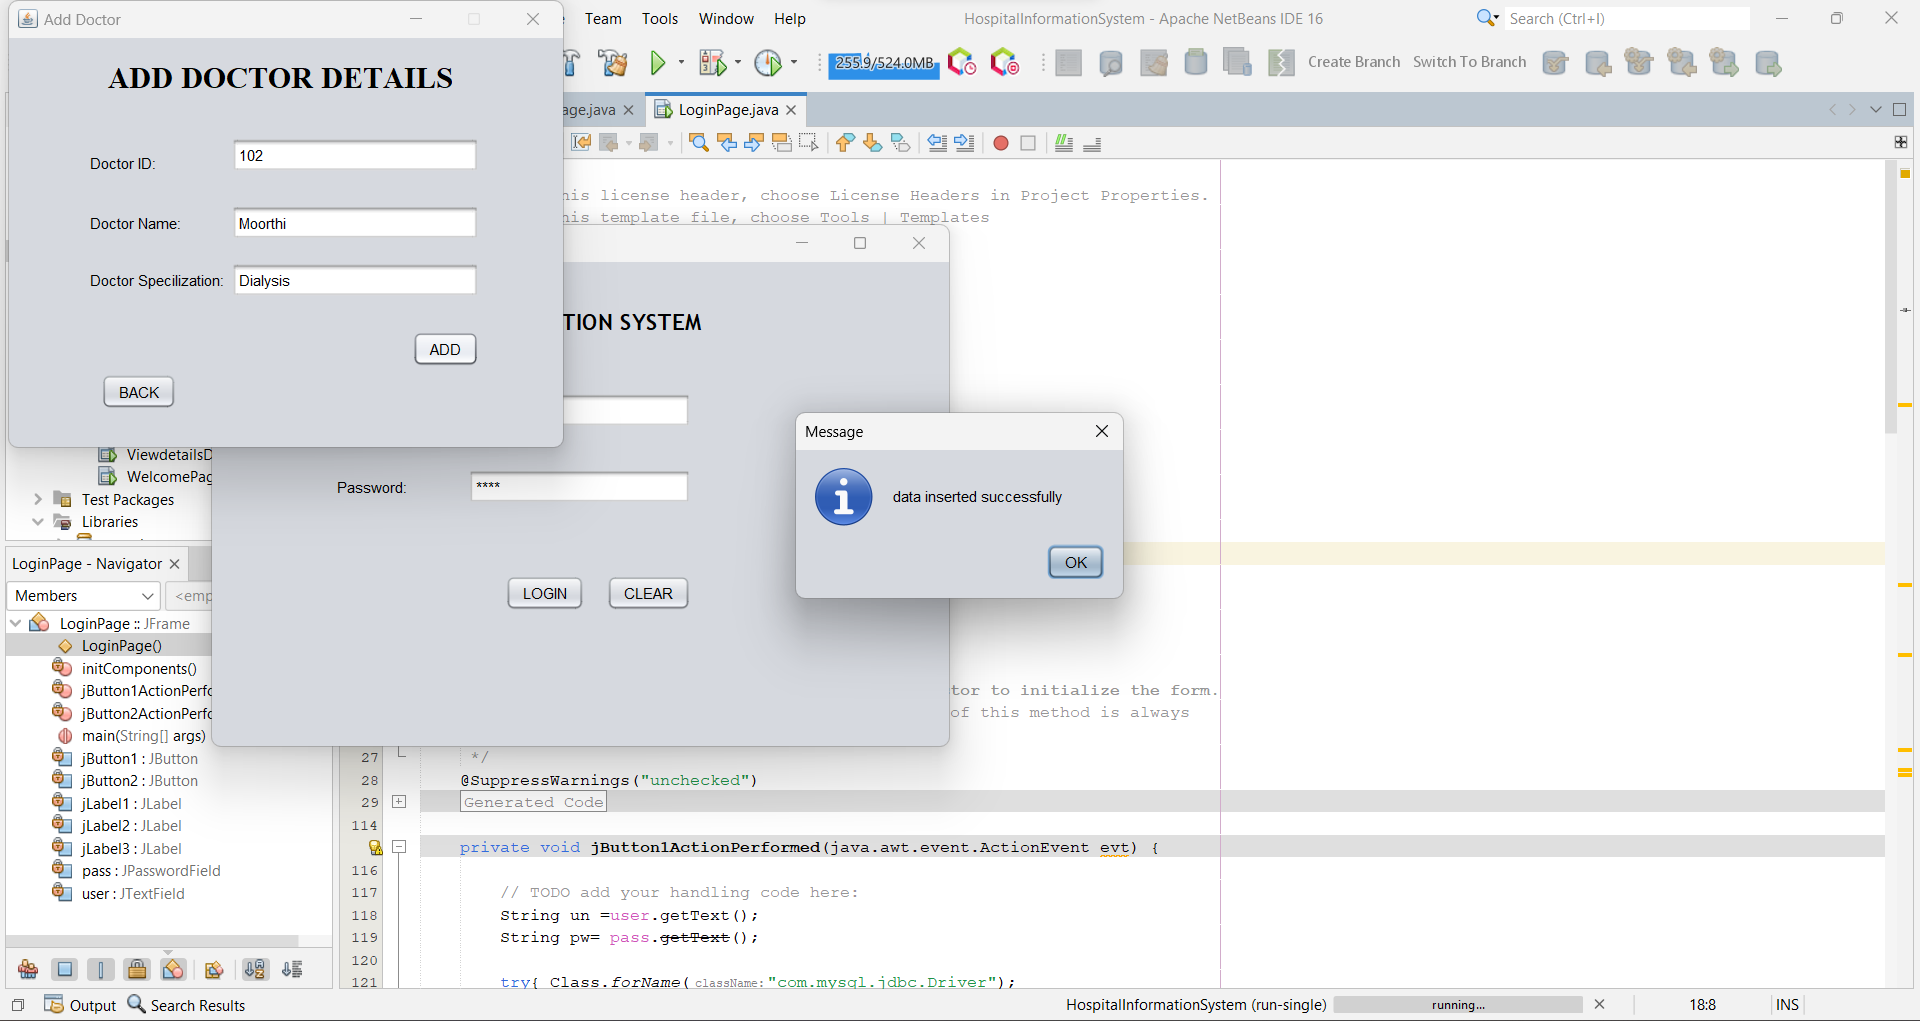 Add Doctor
Team Tools Window Help
HospitalInformationSystem - Apache NetBeans IDE 16
Search (Ctrl+I)
255.9/524.0MB
Create Branch
Switch To Branch
ADD DOCTOR DETAILS
age.java
LoginPage.java
Doctor ID:
102
Doctor Name:
Moorthi
Doctor Specilization:
Dialysis
ADD
BACK
his license header, choose License Headers in Project Properties.
his template file, choose Tools | Templates
TION SYSTEM
Password:
****
LOGIN
CLEAR
Message
data inserted successfully
OK
ViewdetailsD
WelcomePag
Test Packages
Libraries
LoginPage - Navigator
Members
<emp
LoginPage :: JFrame
LoginPage()
initComponents()
jButton1ActionPerfo
jButton2ActionPerfo
main(String[] args)
jButton1 : JButton
jButton2 : JButton
jLabel1 : JLabel
jLabel2 : JLabel
jLabel3 : JLabel
pass : JPasswordField
user : JTextField
tor to initialize the form.
of this method is always
27 */
28 @SuppressWarnings("unchecked")
29 Generated Code
114
private void jButton1ActionPerformed(java.awt.event.ActionEvent evt) {
116
117 // TODO add your handling code here:
118 String un =user.getText();
119 String pw= pass.getText();
120
121 try{ Class.forName( className: "com.mysql.jdbc.Driver");
Output
Search Results
HospitalInformationSystem (run-single)
running...
18:8
INS